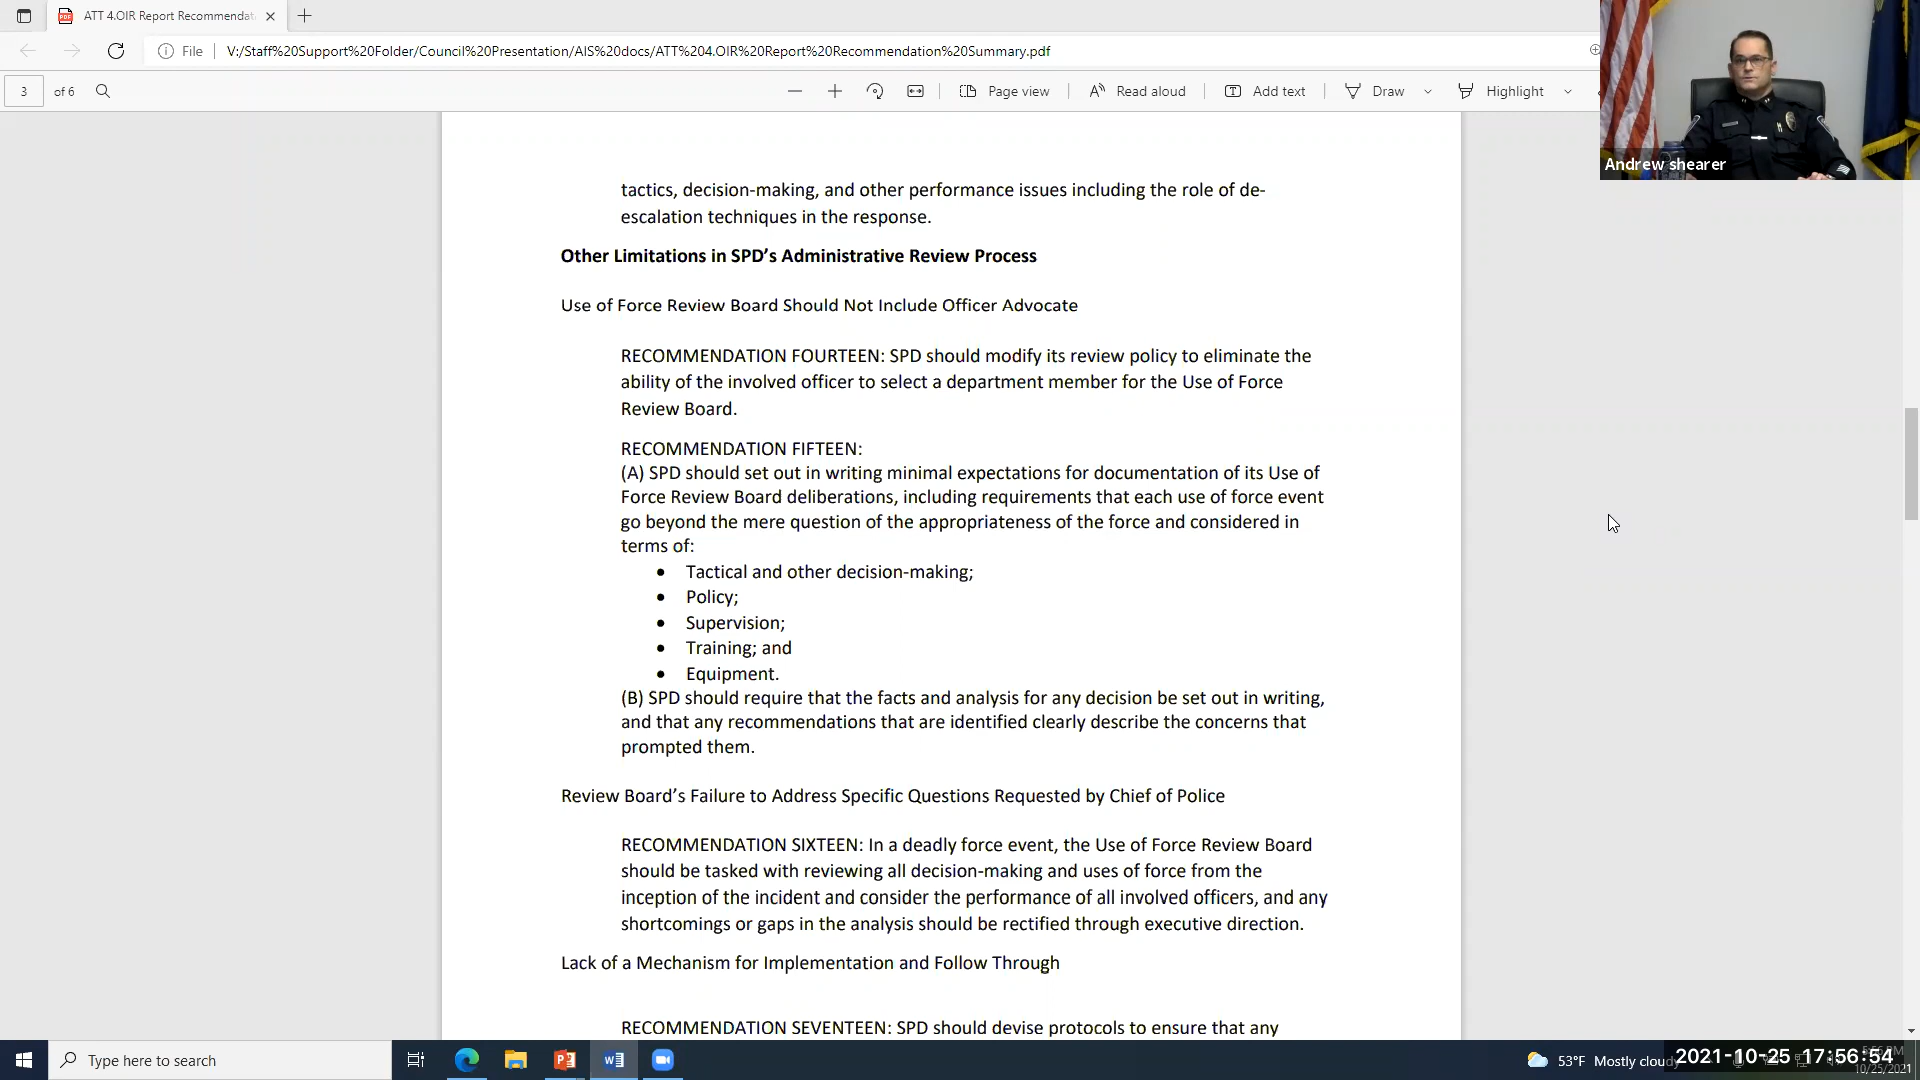 ATT 4.OIR Report Recommenda
File
V:/Staff%20Support%20Folder/Council%20Presentation/AIS%20docs/ATT%204.OIR%20Report%20Recommendation%20Summary.pdf
3 of 6
Page view
Read aloud
Add text
Draw
Highlight
Andrew shearer
tactics, decision-making, and other performance issues including the role of de-
escalation techniques in the response.
Other Limitations in SPD’s Administrative Review Process
Use of Force Review Board Should Not Include Officer Advocate
RECOMMENDATION FOURTEEN: SPD should modify its review policy to eliminate the
ability of the involved officer to select a department member for the Use of Force
Review Board.
RECOMMENDATION FIFTEEN:
(A) SPD should set out in writing minimal expectations for documentation of its Use of
Force Review Board deliberations, including requirements that each use of force event
go beyond the mere question of the appropriateness of the force and considered in
terms of:
• Tactical and other decision-making;
• Policy;
• Supervision;
• Training; and
• Equipment.
(B) SPD should require that the facts and analysis for any decision be set out in writing,
and that any recommendations that are identified clearly describe the concerns that
prompted them.
Review Board’s Failure to Address Specific Questions Requested by Chief of Police
RECOMMENDATION SIXTEEN: In a deadly force event, the Use of Force Review Board
should be tasked with reviewing all decision-making and uses of force from the
inception of the incident and consider the performance of all involved officers, and any
shortcomings or gaps in the analysis should be rectified through executive direction.
Lack of a Mechanism for Implementation and Follow Through
RECOMMENDATION SEVENTEEN: SPD should devise protocols to ensure that any
Type here to search
53°F Mostly cloudy
2021-10-25 17:56:54
10/25/2021